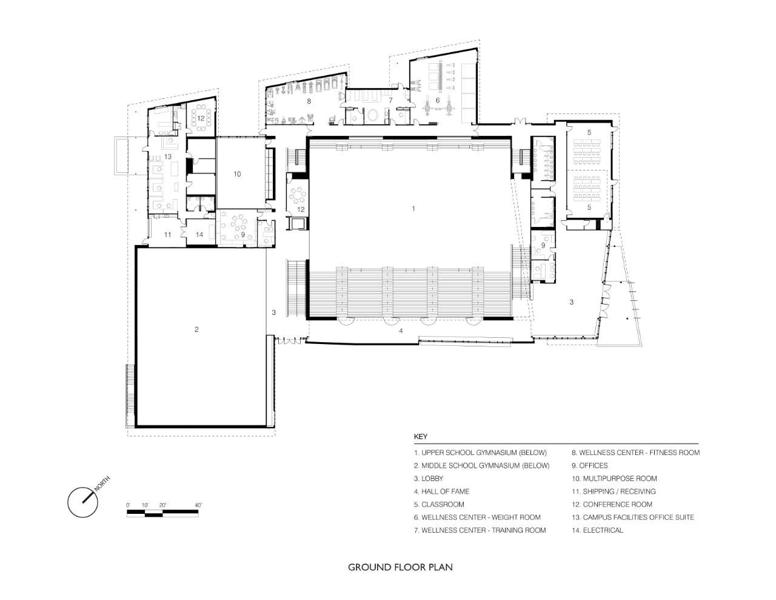 6
7
8
12
5
13
10
1
12
5
11
14
9
9
3
3
2
4
KEY
1. UPPER SCHOOL GYMNASIUM (BELOW)
2. MIDDLE SCHOOL GYMNASIUM (BELOW)
3. LOBBY
4. HALL OF FAME
5. CLASSROOM
6. WELLNESS CENTER - WEIGHT ROOM
7. WELLNESS CENTER - TRAINING ROOM
8. WELLNESS CENTER - FITNESS ROOM
9. OFFICES
10. MULTIPURPOSE ROOM
11. SHIPPING / RECEIVING
12. CONFERENCE ROOM
13. CAMPUS FACILITIES OFFICE SUITE
14. ELECTRICAL
NORTH
0' 10' 20' 40'
GROUND FLOOR PLAN